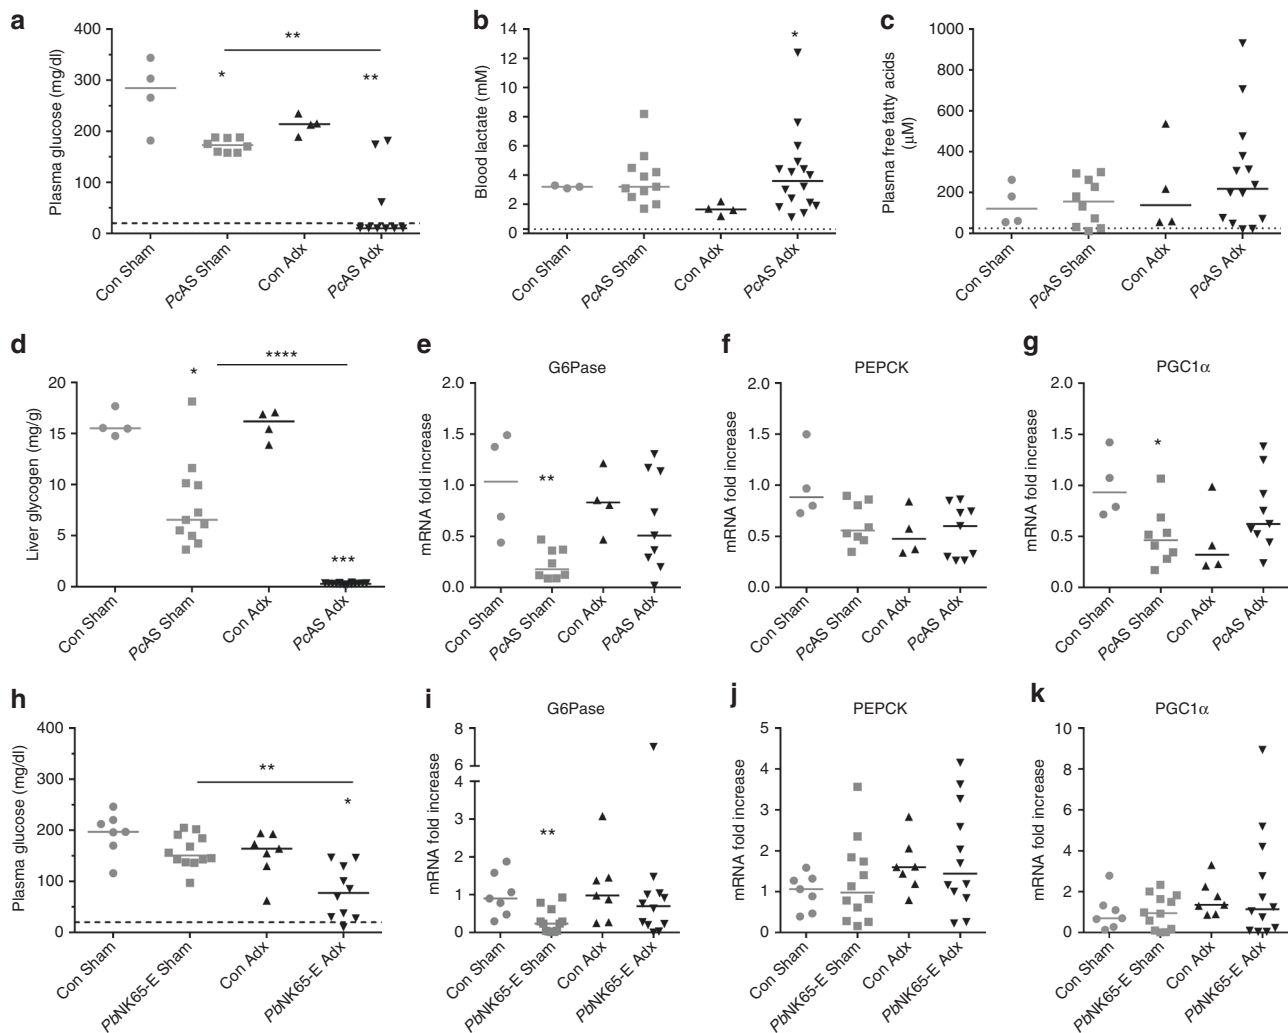 a
Plasma glucose (mg/dl)
400
300
200
100
0
*
**
**
Con Sham
PcAS Sham
Con Adx
PcAS Adx
b
Blood lactate (mM)
14
12
10
8
6
4
2
0
*
Con Sham
PcAS Sham
Con Adx
PcAS Adx
c
Plasma free fatty acids
(μM)
1000
800
600
400
200
0
Con Sham
PcAS Sham
Con Adx
PcAS Adx
d
Liver glycogen (mg/g)
20
15
10
5
0
*
****
***
Con Sham
PcAS Sham
Con Adx
PcAS Adx
e
G6Pase
mRNA fold increase
2.0
1.5
1.0
0.5
0.0
**
Con Sham
PcAS Sham
Con Adx
PcAS Adx
f
PEPCK
mRNA fold increase
2.0
1.5
1.0
0.5
0.0
Con Sham
PcAS Sham
Con Adx
PcAS Adx
g
PGC1α
mRNA fold increase
2.0
1.5
1.0
0.5
0.0
*
Con Sham
PcAS Sham
Con Adx
PcAS Adx
h
Plasma glucose (mg/dl)
400
300
200
100
0
**
*
Con Sham
PbNK65-E Sham
Con Adx
PbNK65-E Adx
i
G6Pase
mRNA fold increase
8
6
4
2
1
0
**
Con Sham
PbNK65-E Sham
Con Adx
PbNK65-E Adx
j
PEPCK
mRNA fold increase
5
4
3
2
1
0
Con Sham
PbNK65-E Sham
Con Adx
PbNK65-E Adx
k
PGC1α
mRNA fold increase
10
8
6
4
2
0
Con Sham
PbNK65-E Sham
Con Adx
PbNK65-E Adx